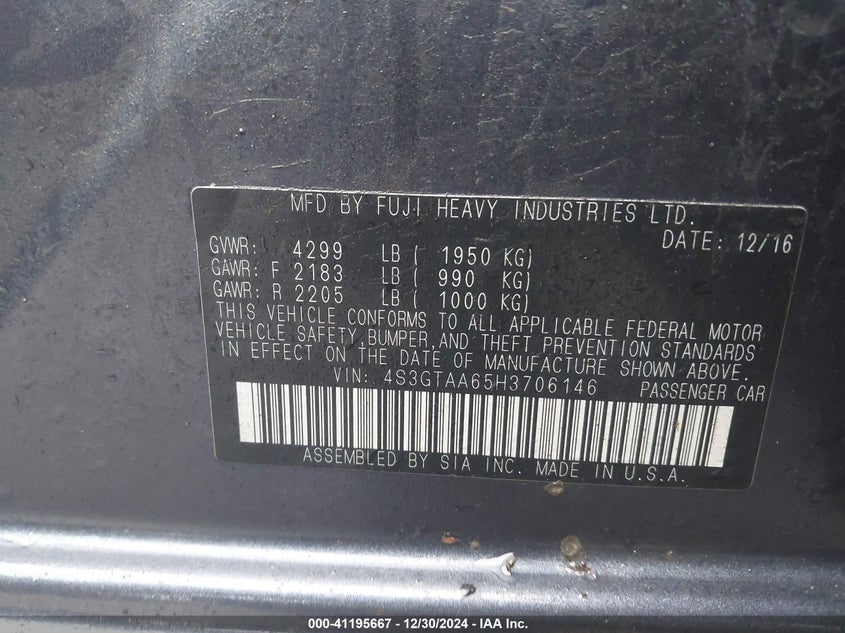 MFD BY FUJI HEAVY INDUSTRIES LTD.
DATE: 12/16
GVWR: 4299 LB ( 1950 KG)
GAWR: F 2183 LB ( 990 KG)
GAWR: R 2205 LB ( 1000 KG)
THIS VEHICLE CONFORMS TO ALL APPLICABLE FEDERAL MOTOR
VEHICLE SAFETY, BUMPER, AND THEFT PREVENTION STANDARDS
IN EFFECT ON THE DATE OF MANUFACTURE SHOWN ABOVE.
VIN: 4S3GTAA65H3706146 PASSENGER CAR
ASSEMBLED BY SIA INC. MADE IN U.S.A.
000-41195667 - 12/30/2024 - IAA Inc.